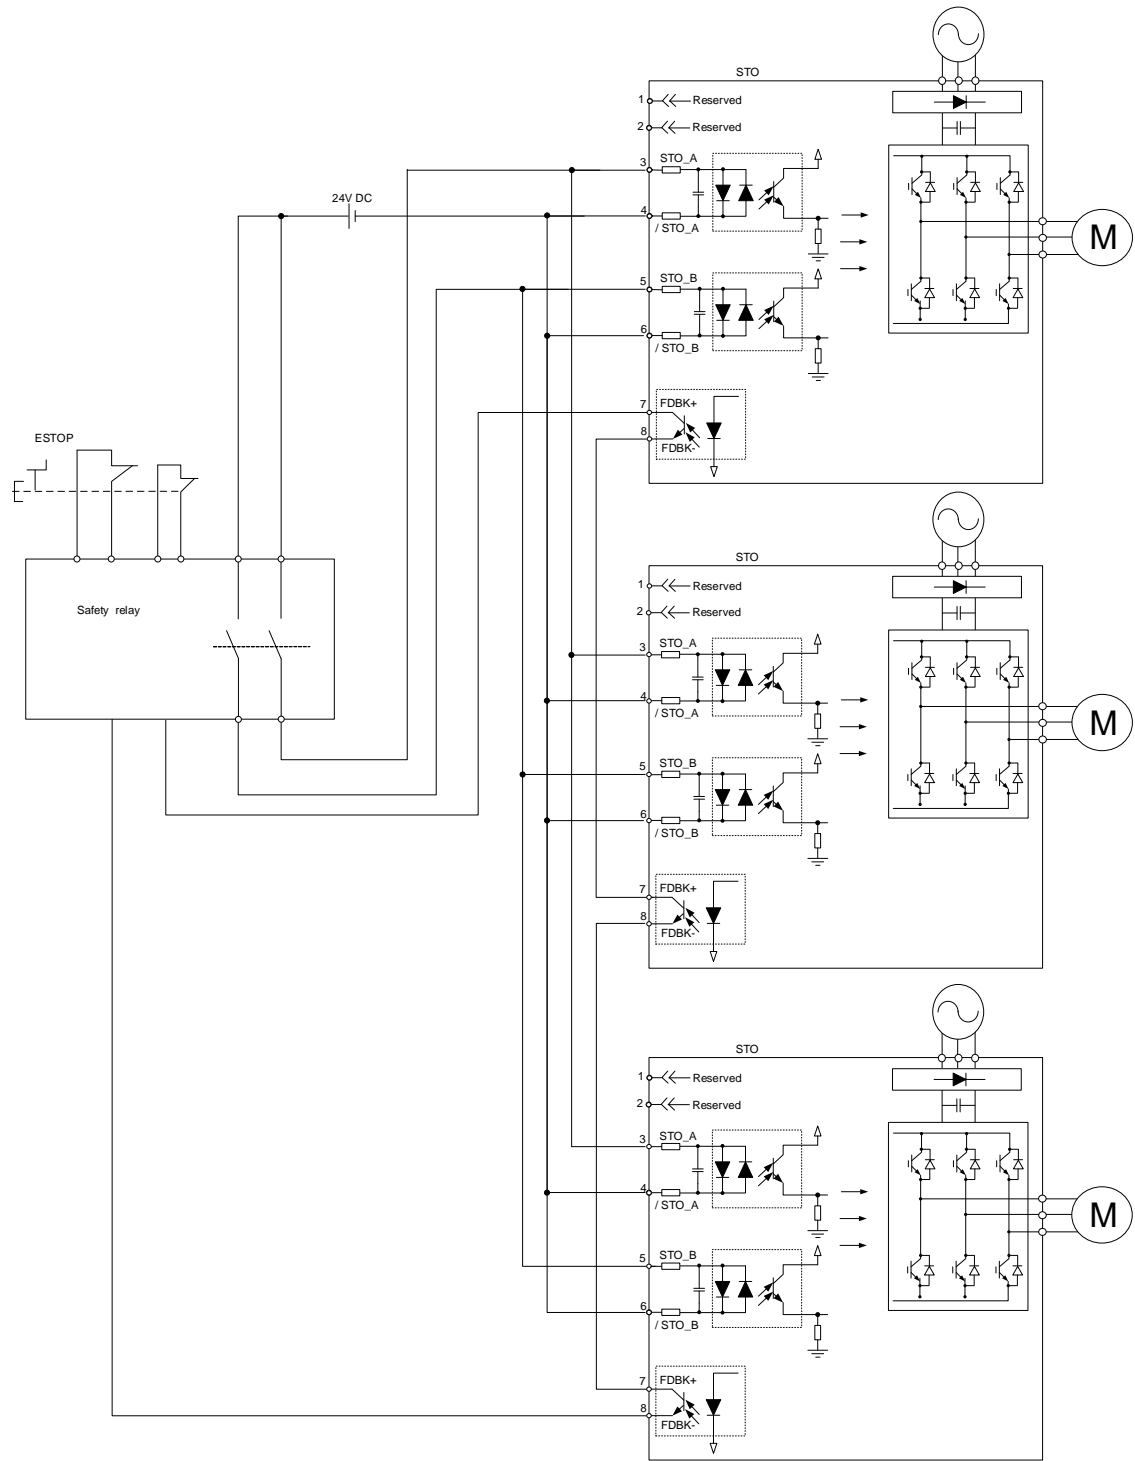 STO
1 Reserved
2 Reserved
3 STO_A
24V DC
4
/ STO_A
5 STO_B
6
/ STO_B
7 FDBK+
8
FDBK-
M
ESTOP
Safety relay
STO
1 Reserved
2 Reserved
3 STO_A
4
/ STO_A
5 STO_B
6
/ STO_B
7 FDBK+
8
FDBK-
M
STO
1 Reserved
2 Reserved
3 STO_A
4
/ STO_A
5 STO_B
6
/ STO_B
7 FDBK+
8
FDBK-
M